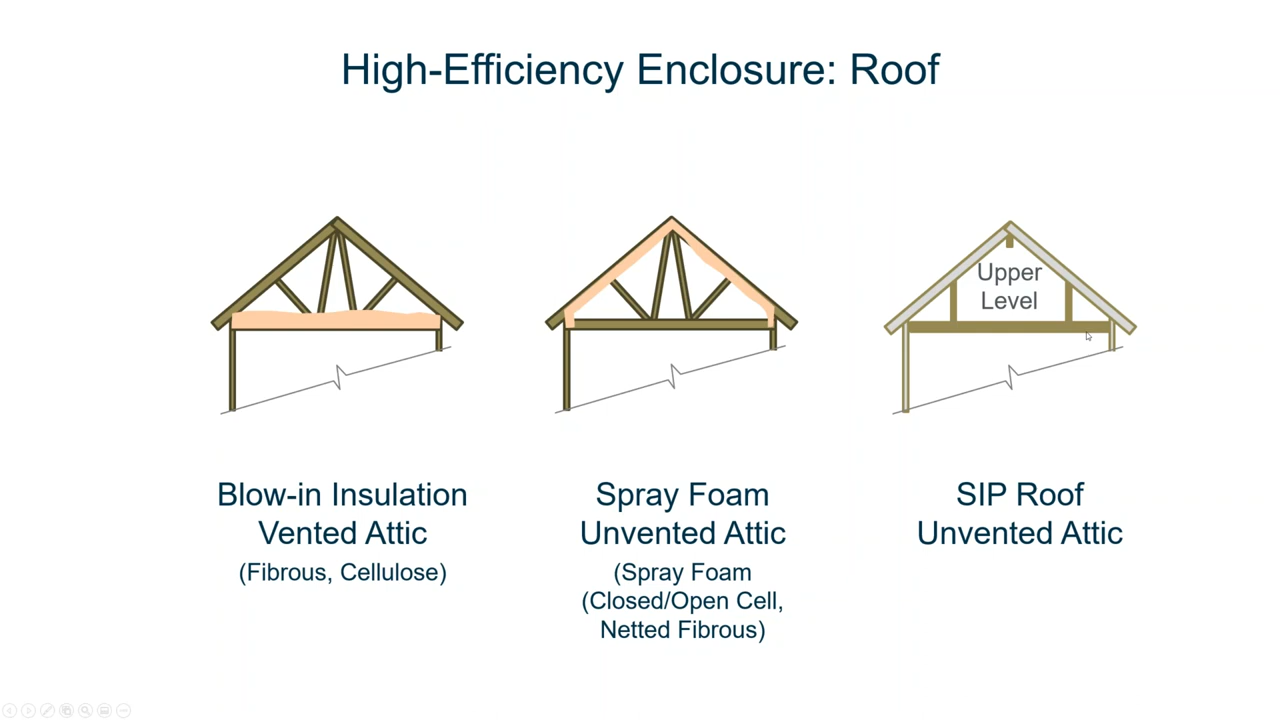 High-Efficiency Enclosure: Roof
Upper
Level
Blow-in Insulation
Vented Attic
(Fibrous, Cellulose)
Spray Foam
Unvented Attic
(Spray Foam
(Closed/Open Cell,
Netted Fibrous)
SIP Roof
Unvented Attic